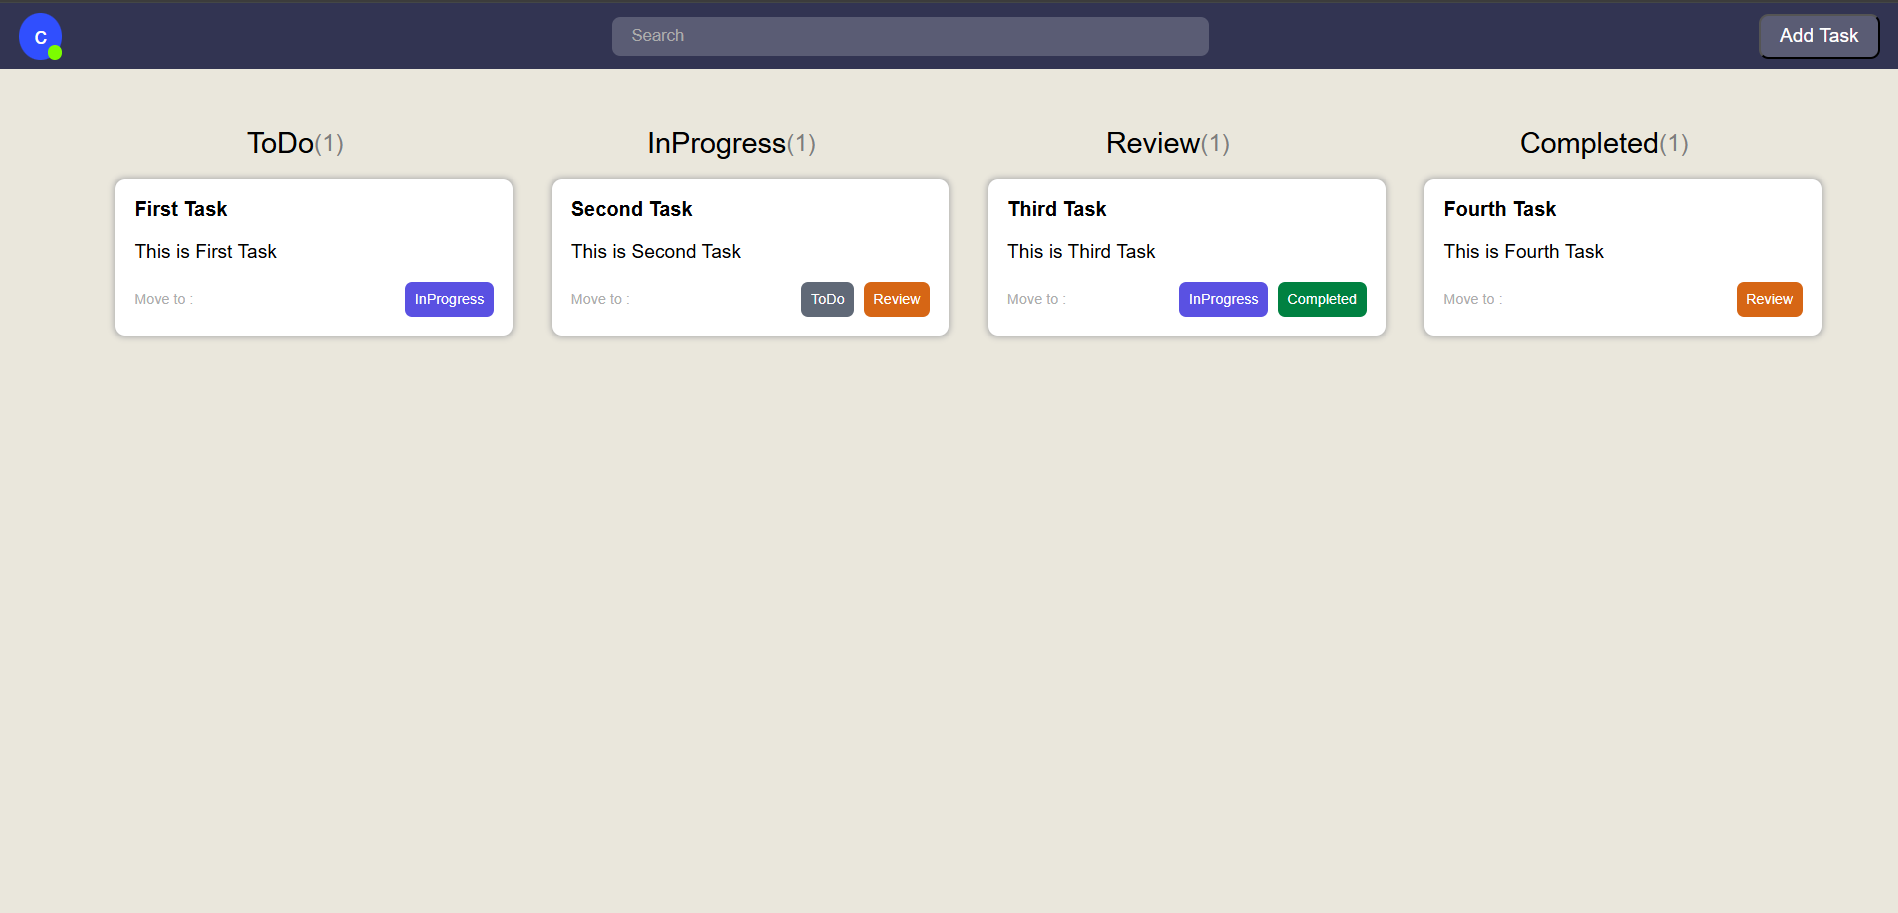 C
Search
Add Task
ToDo(1)
First Task
This is First Task
Move to :
InProgress
InProgress(1)
Second Task
This is Second Task
Move to :
ToDo
Review
Review(1)
Third Task
This is Third Task
Move to :
InProgress
Completed
Completed(1)
Fourth Task
This is Fourth Task
Move to :
Review